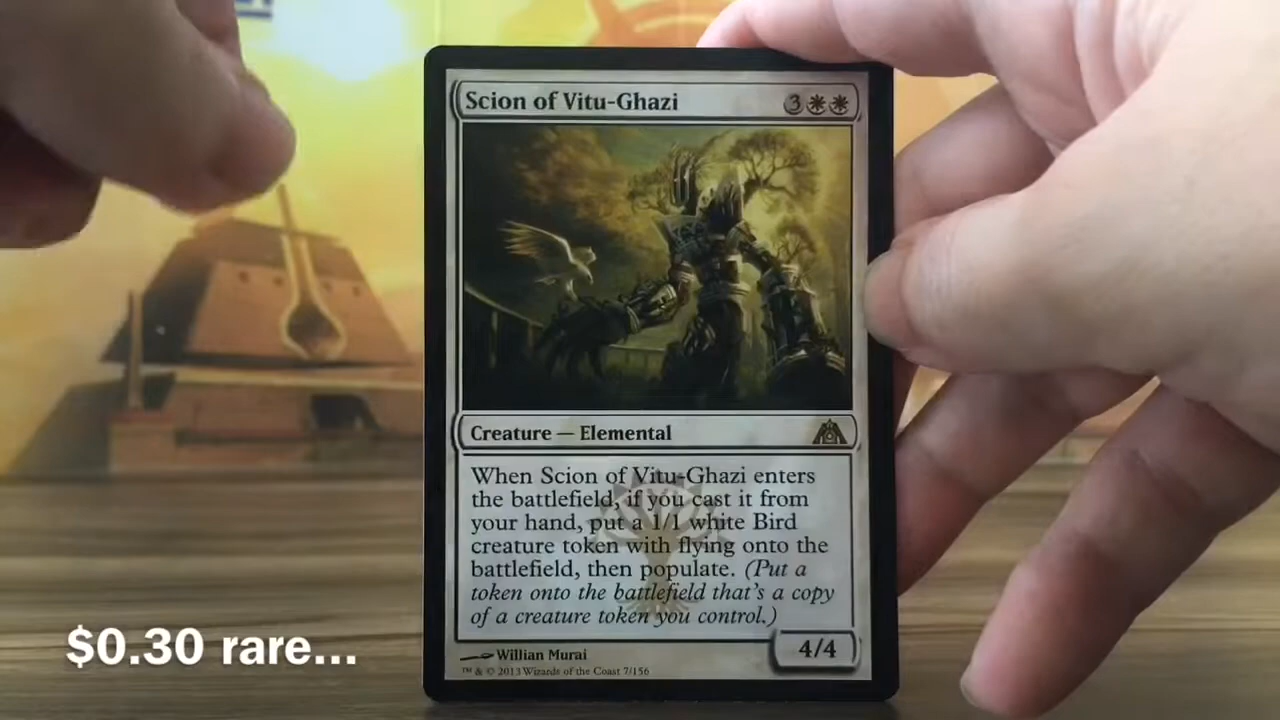 Scion of Vitu-Ghazi 3
Creature — Elemental
When Scion of Vitu-Ghazi enters
the battlefield, if you cast it from
your hand, put a 1/1 white Bird
creature token with flying onto the
battlefield, then populate. (Put a
token onto the battlefield that's a copy
of a creature token you control.)
4/4
Willian Murai
™ & © 2013 Wizards of the Coast 7/156
$0.30 rare...